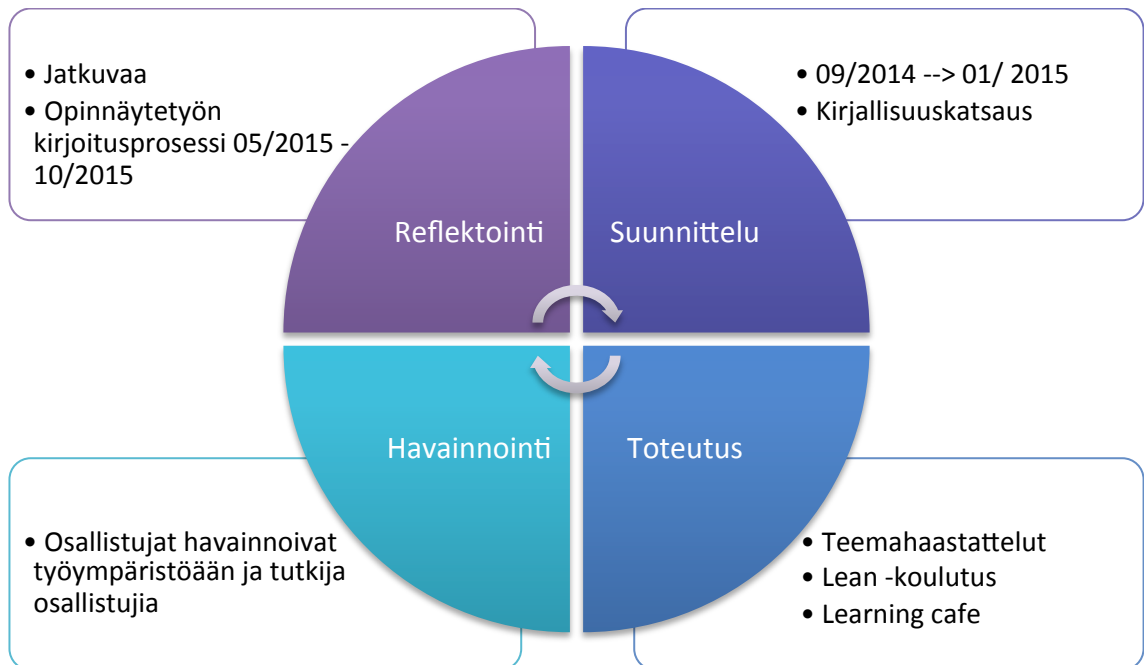 • Jatkuvaa
• Opinnäytetyön
kirjoitusprosessi 05/2015 -
10/2015
• 09/2014 --> 01/ 2015
• Kirjallisuuskatsaus
Reflektointi
Suunnittelu
Havainnointi
Toteutus
• Osallistujat havainnoivat
työympäristöään ja tutkija
osallistujia
• Teemahaastattelut
• Lean -koulutus
• Learning cafe